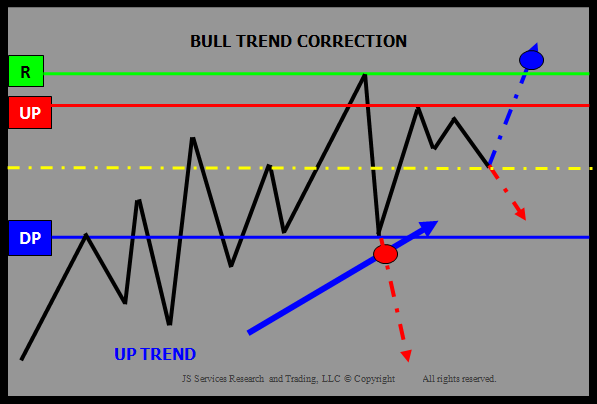 BULL TREND CORRECTION
R
UP
DP
UP TREND
JS Services Research and Trading, LLC © Copyright All rights reserved.